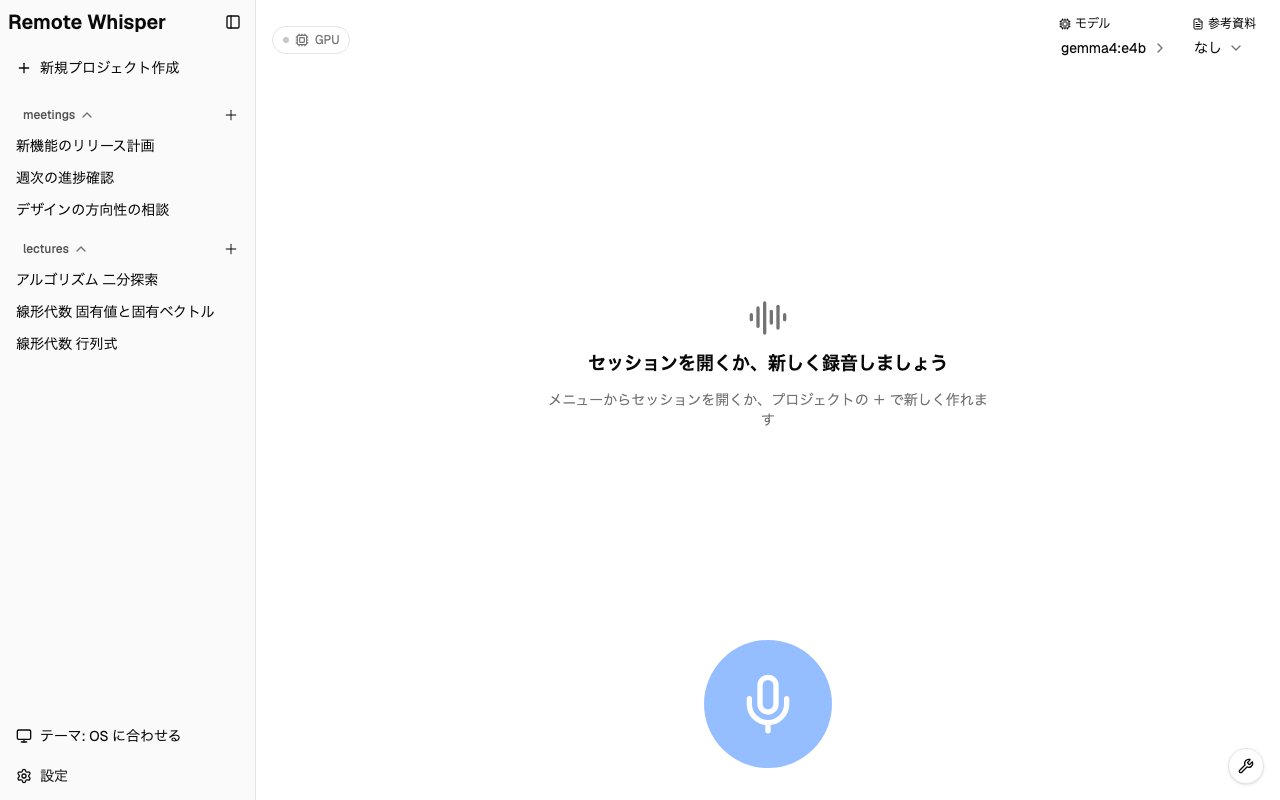 Remote Whisper
新規プロジェクト作成
meetings
新機能のリリース計画
週次の進捗確認
デザインの方向性の相談
lectures
アルゴリズム 二分探索
線形代数 固有値と固有ベクトル
線形代数 行列式
テーマ: OS に合わせる
設定
GPU
モデル
gemma4:e4b
参考資料
なし
セッションを開くか、新しく録音しましょう
メニューからセッションを開くか、プロジェクトの ＋ で新しく作れま
す